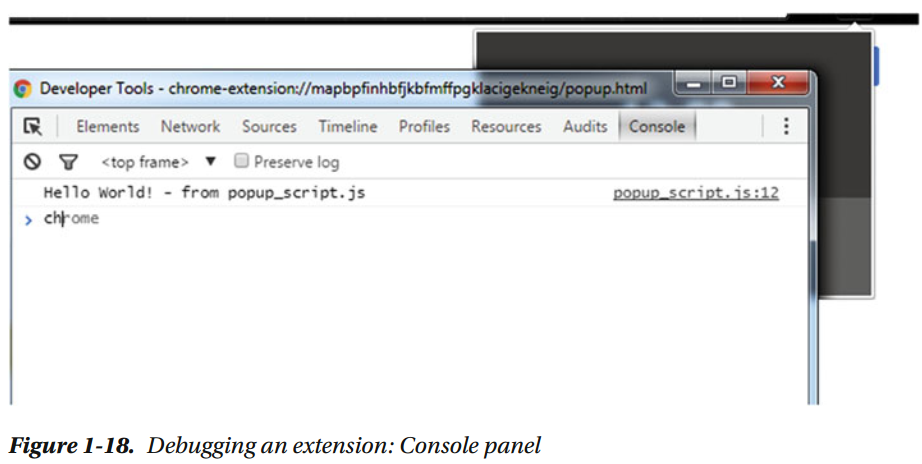 Developer Tools - chrome-extension://mapbpfinhbfjkbfmffpgklacigekneig/popup.html
Elements Network Sources Timeline Profiles Resources Audits Console
<top frame> ▼ Preserve log
Hello World! - from popup_script.js popup_script.js:12
> chrome
Figure 1-18. Debugging an extension: Console panel